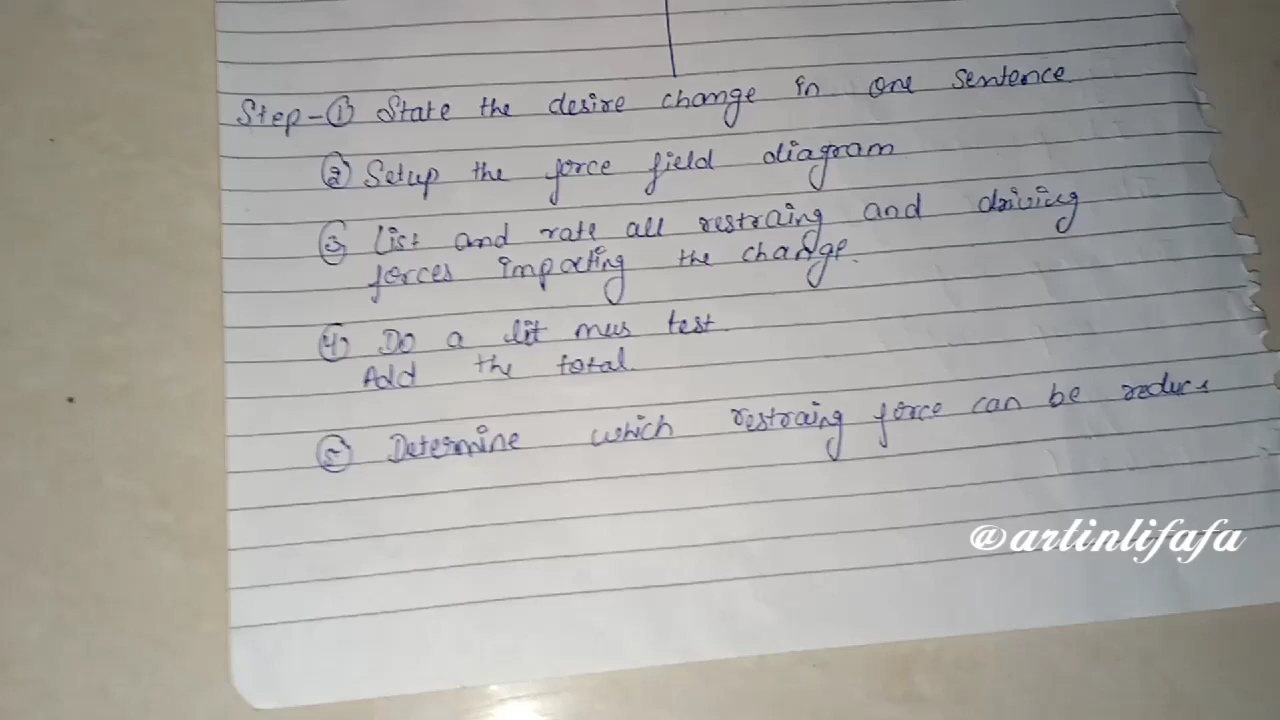 Step-① State the desire change in one sentence
② Setup the force field diagram
③ List and rate all restraing and driving
forces impacting the change.
④ Do a lit mus test
Add the total
⑤ Determine which restraing force can be reduce
@artinlifafa